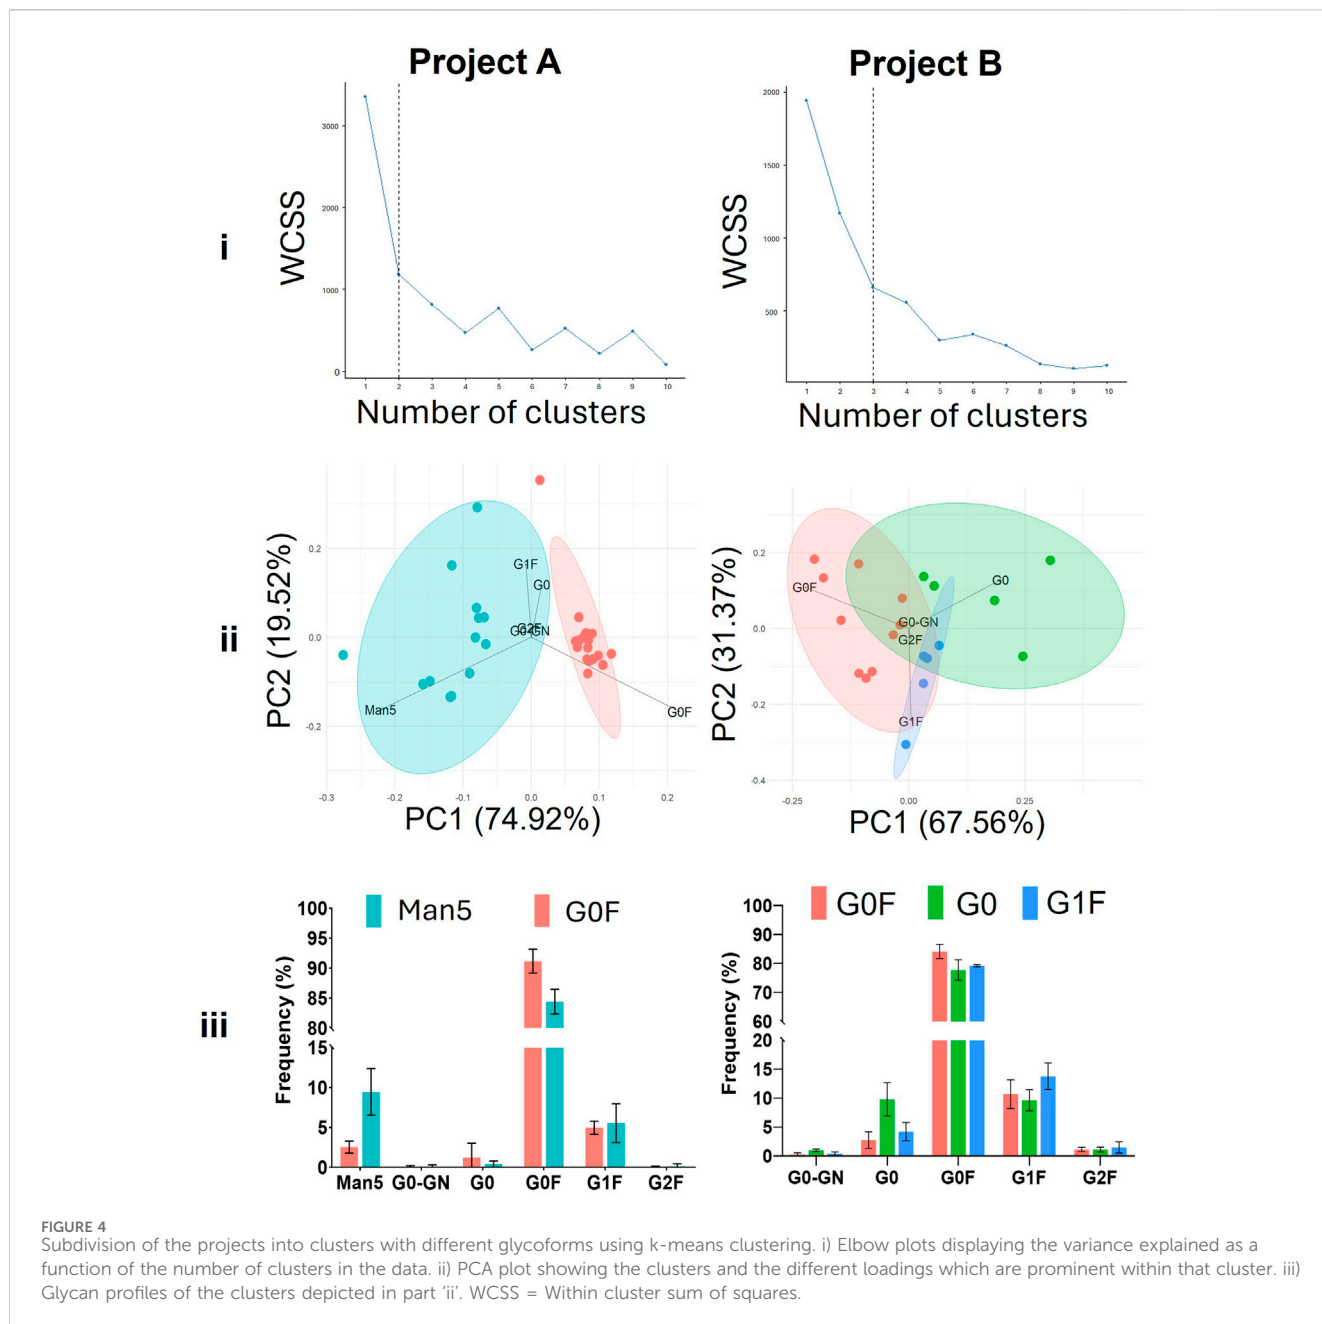 Project A
Project B
3000
2000
1000
0
WCSS
1 2 3 4 5 6 7 8 9 10
Number of clusters
2000
1500
1000
500
WCSS
1 2 3 4 5 6 7 8 9 10
Number of clusters
i
0.2
0.0
-0.2
PC2 (19.52%)
G1F
G0
G2F
G0-GN
Man5
G0F
-0.3 -0.2 -0.1 0.0 0.1 0.2
PC1 (74.92%)
0.2
0.0
-0.2
-0.4
PC2 (31.37%)
G0F
G0
G0-GN
G2F
G1F
-0.25 0.00 0.25
PC1 (67.56%)
ii
Man5 G0F
100
95
90
85
80
15
10
5
0
Frequency (%)
Man5 G0-GN G0 G0F G1F G2F
G0F G0 G1F
100
90
80
70
60
20
15
10
5
0
Frequency (%)
G0-GN G0 G0F G1F G2F
iii
FIGURE 4
Subdivision of the projects into clusters with different glycoforms using k-means clustering. i) Elbow plots displaying the variance explained as a
function of the number of clusters in the data. ii) PCA plot showing the clusters and the different loadings which are prominent within that cluster. iii)
Glycan profiles of the clusters depicted in part ‘ii’. WCSS = Within cluster sum of squares.